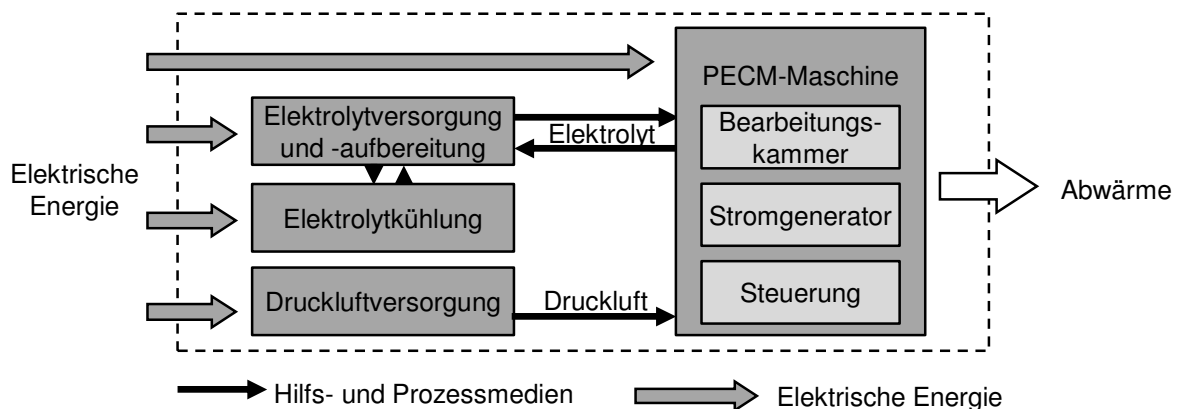 PECM-Maschine
Elektrolytversorgung
und -aufbereitung
Elektrolyt
Bearbeitungs-
kammer
Elektrische
Energie
Elektrolytkühlung
Stromgenerator
Abwärme
Druckluftversorgung
Druckluft
Steuerung
Hilfs- und Prozessmedien
Elektrische Energie